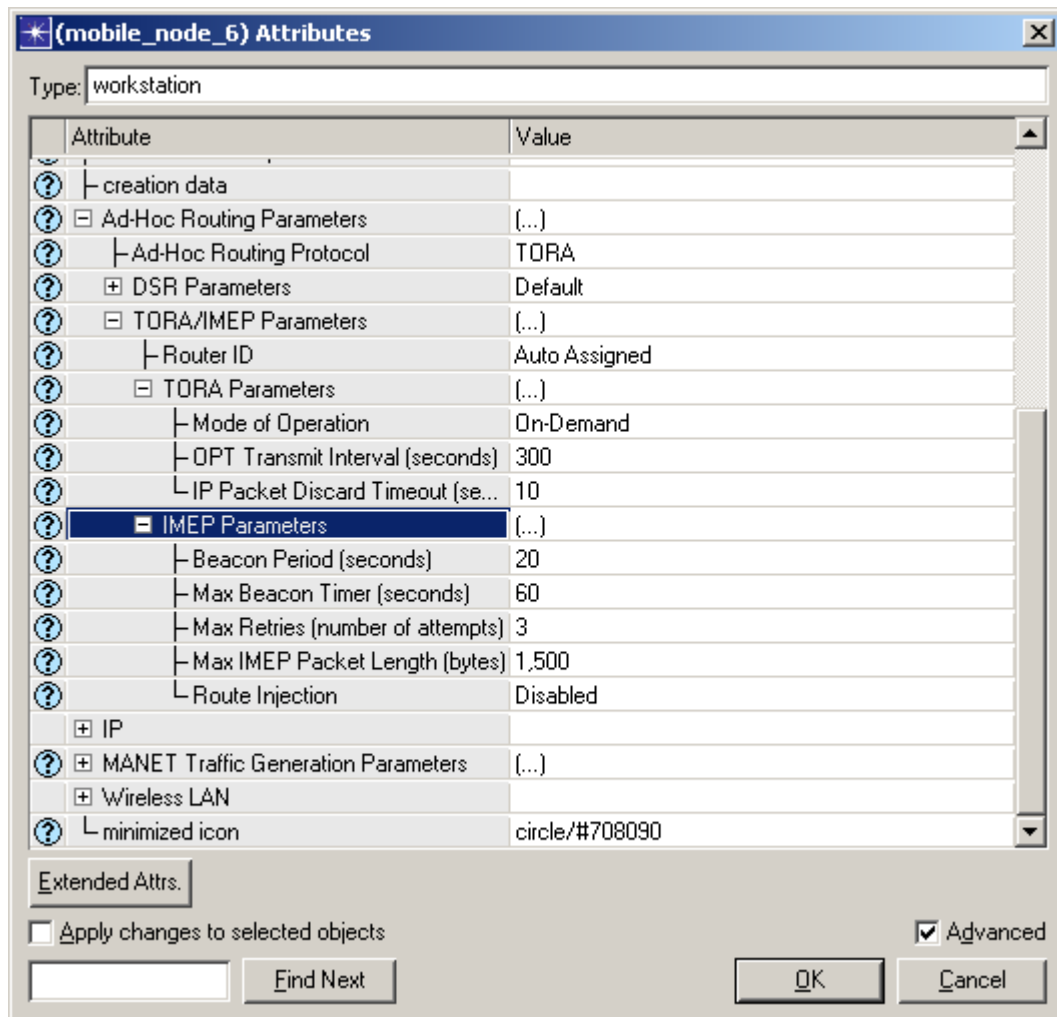 (mobile_node_6) Attributes
Type: workstation
Attribute Value
creation data
Ad-Hoc Routing Parameters (...)
Ad-Hoc Routing Protocol TORA
DSR Parameters Default
TORA/IMEP Parameters (...)
Router ID Auto Assigned
TORA Parameters (...)
Mode of Operation On-Demand
OPT Transmit Interval (seconds) 300
IP Packet Discard Timeout (se... 10
IMEP Parameters (...)
Beacon Period (seconds) 20
Max Beacon Timer (seconds) 60
Max Retries (number of attempts) 3
Max IMEP Packet Length (bytes) 1,500
Route Injection Disabled
IP
MANET Traffic Generation Parameters (...)
Wireless LAN
minimized icon circle/#708090
Extended Attrs.
Apply changes to selected objects Advanced
Find Next OK Cancel